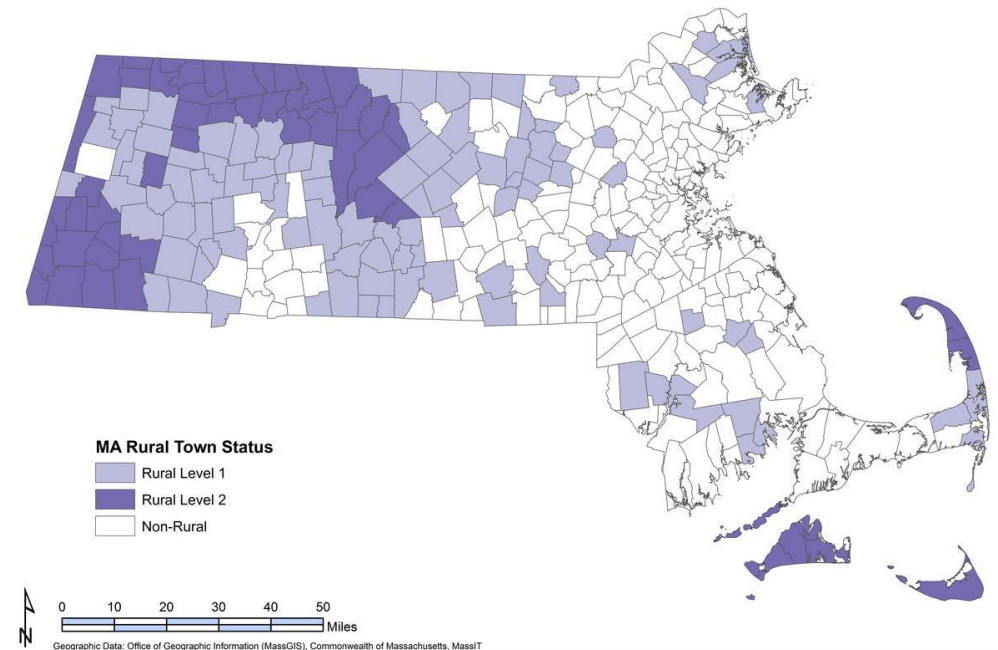 MA Rural Town Status
Rural Level 1
Rural Level 2
Non-Rural
N
0 10 20 30 40 50
Miles
Geographic Data: Office of Geographic Information (MassGIS), Commonwealth of Massachusetts, MassIT